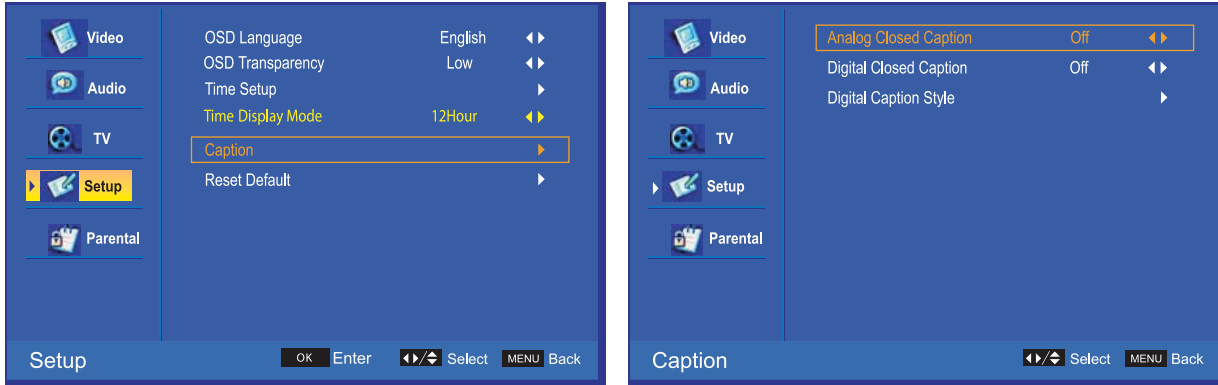 Video
Audio
TV
Setup
Parental
OSD Language English
OSD Transparency Low
Time Setup
Time Display Mode 12Hour
Caption
Reset Default
Setup OK Enter Select MENU Back
Video
Audio
TV
Setup
Parental
Analog Closed Caption Off
Digital Closed Caption Off
Digital Caption Style
Caption Select MENU Back